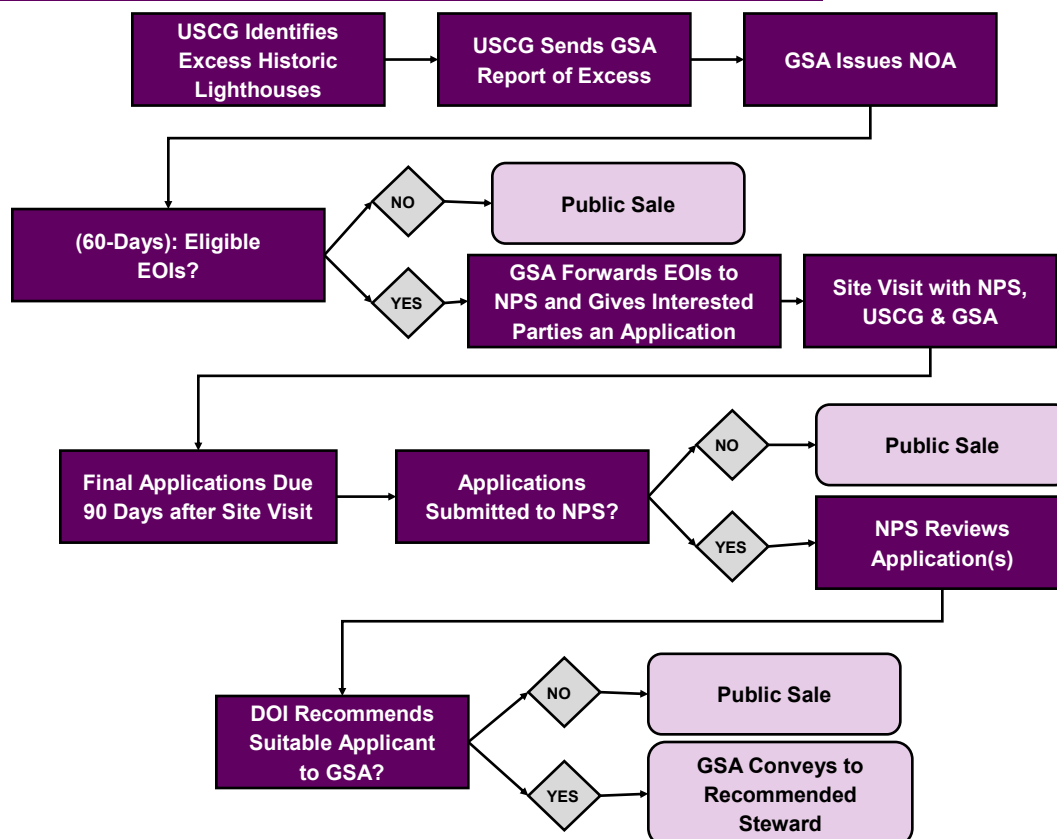 USCG Identifies
Excess Historic
Lighthouses
USCG Sends GSA
Report of Excess
GSA Issues NOA
(60-Days): Eligible
EOIs?
NO
Public Sale
YES
GSA Forwards EOIs to
NPS and Gives Interested
Parties an Application
Site Visit with NPS,
USCG & GSA
Final Applications Due
90 Days after Site Visit
Applications
Submitted to NPS?
NO
Public Sale
YES
NPS Reviews
Application(s)
DOI Recommends
Suitable Applicant
to GSA?
NO
Public Sale
YES
GSA Conveys to
Recommended
Steward